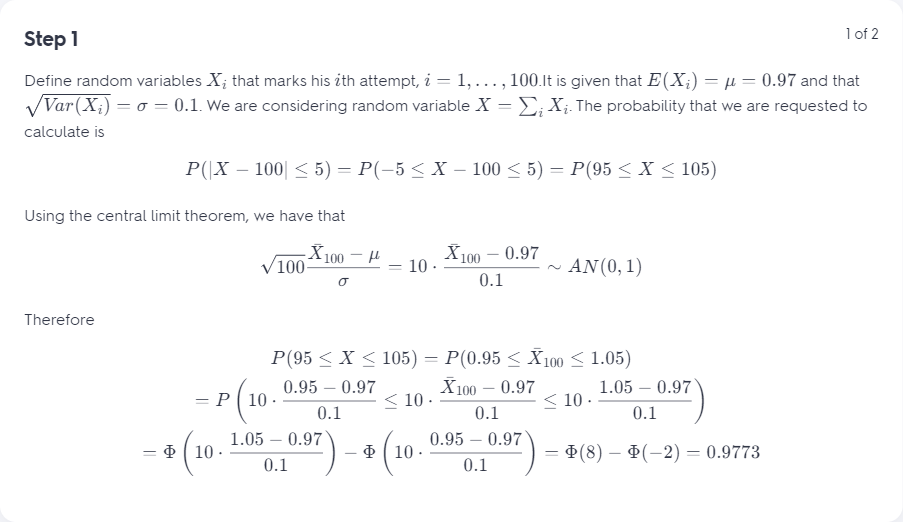 Step 1
1 of 2
Define random variables $X_i$ that marks his $i$th attempt, $i = 1, \ldots, 100$.It is given that $E(X_i) = \mu = 0.97$ and that
$\sqrt{Var(X_i)} = \sigma = 0.1$. We are considering random variable $X = \sum_i X_i$. The probability that we are requested to
calculate is
$P(|X - 100| \leq 5) = P(-5 \leq X - 100 \leq 5) = P(95 \leq X \leq 105)$
Using the central limit theorem, we have that
$\sqrt{100} \frac{\bar{X}_{100} - \mu}{\sigma} = 10 \cdot \frac{\bar{X}_{100} - 0.97}{0.1} \sim AN(0, 1)$
Therefore
$P(95 \leq X \leq 105) = P(0.95 \leq \bar{X}_{100} \leq 1.05)$
$= P\left(10 \cdot \frac{0.95 - 0.97}{0.1} \leq 10 \cdot \frac{\bar{X}_{100} - 0.97}{0.1} \leq 10 \cdot \frac{1.05 - 0.97}{0.1}\right)$
$= \Phi\left(10 \cdot \frac{1.05 - 0.97}{0.1}\right) - \Phi\left(10 \cdot \frac{0.95 - 0.97}{0.1}\right) = \Phi(8) - \Phi(-2) = 0.9773$